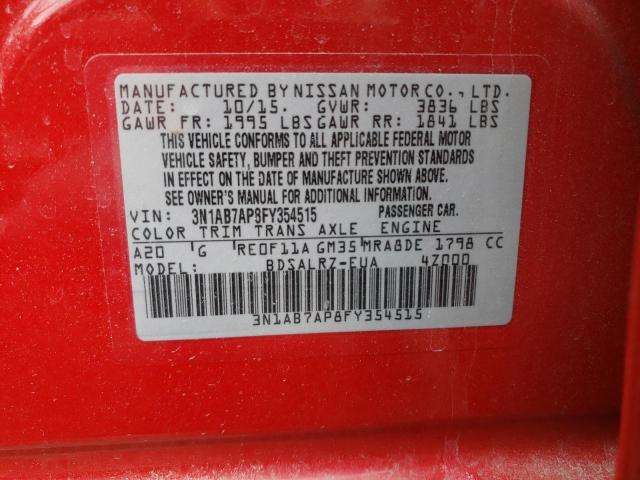 MANUFACTURED BY NISSAN MOTOR CO., LTD.
DATE: 10/15. GVWR: 3836 LBS
GAWR FR: 1995 LBS GAWR RR: 1841 LBS
THIS VEHICLE CONFORMS TO ALL APPLICABLE FEDERAL MOTOR
VEHICLE SAFETY, BUMPER AND THEFT PREVENTION STANDARDS
IN EFFECT ON THE DATE OF MANUFACTURE SHOWN ABOVE.
SEE OWNER'S MANUAL FOR ADDITIONAL INFORMATION.
VIN: 3N1AB7AP8FY354515 PASSENGER CAR.
COLOR TRIM TRANS AXLE ENGINE
A20 G RE0F11A GM35 MRA8DE 1798 CC
MODEL: BDSALRZ-EUA 4Z000
3N1AB7AP8FY354515